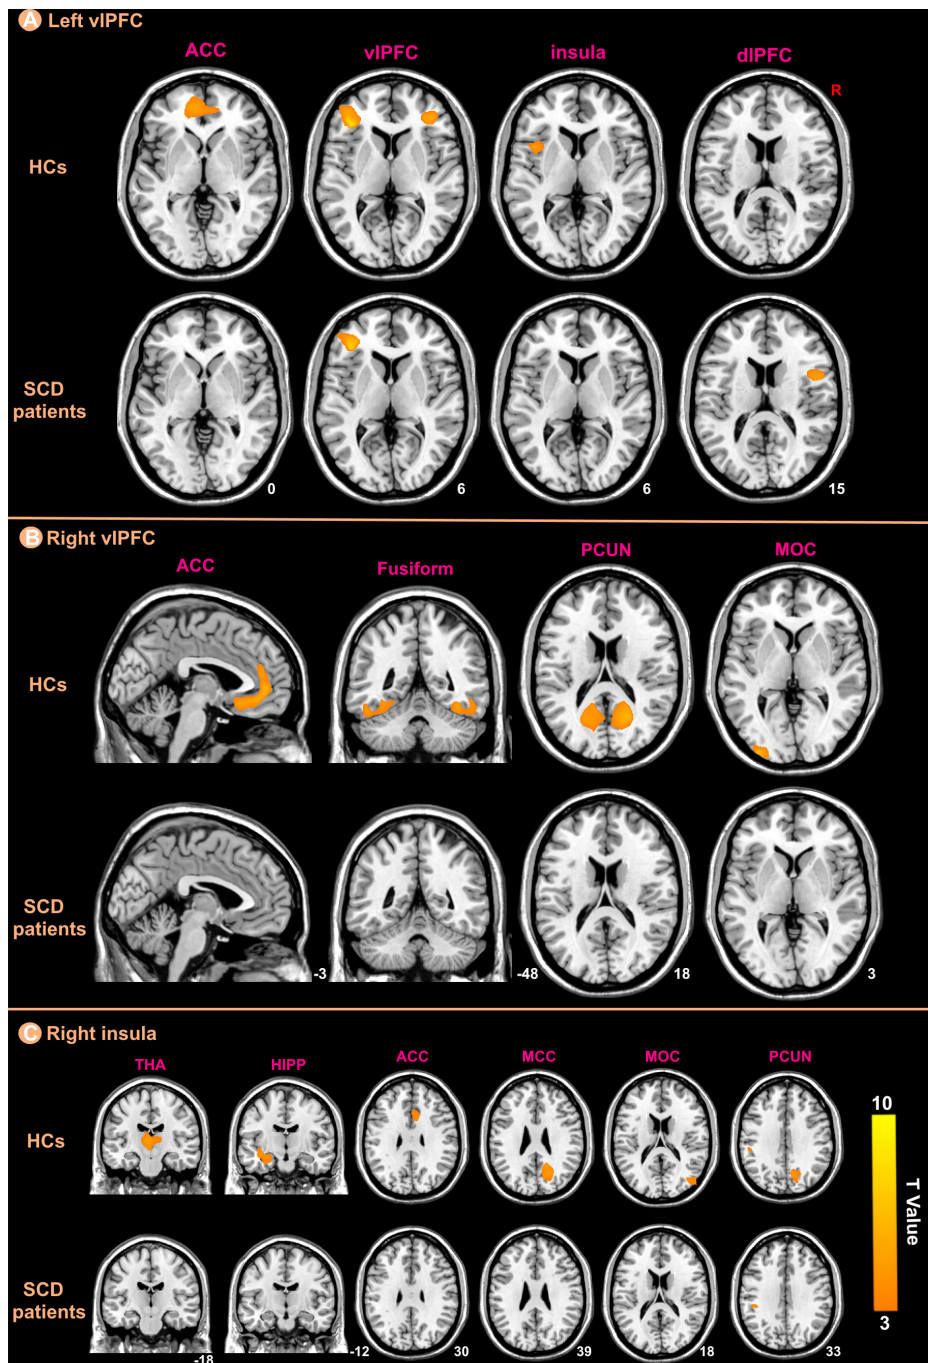 A Left vlPFC
ACC vlPFC insula dlPFC
R
HCs
SCD
patients
0 6 6 15
B Right vlPFC
ACC Fusiform PCUN MOC
HCs
SCD
patients
-3 -48 18 3
C Right insula
THA HIPP ACC MCC MOC PCUN
10
HCs
T Value
SCD
patients
3
-18 -12 30 39 18 33